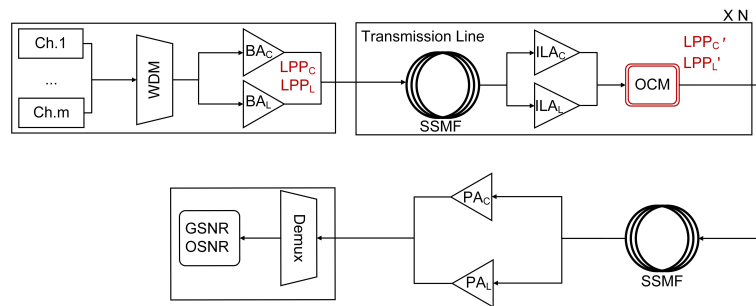 X N
Ch.1
...
Ch.m
WDM
BAC
BAL
LPPC
LPPL
Transmission Line
SSMF
ILAC
ILAL
OCM
LPPC′
LPPL'
GSNR
OSNR
Demux
PAC
PAL
SSMF